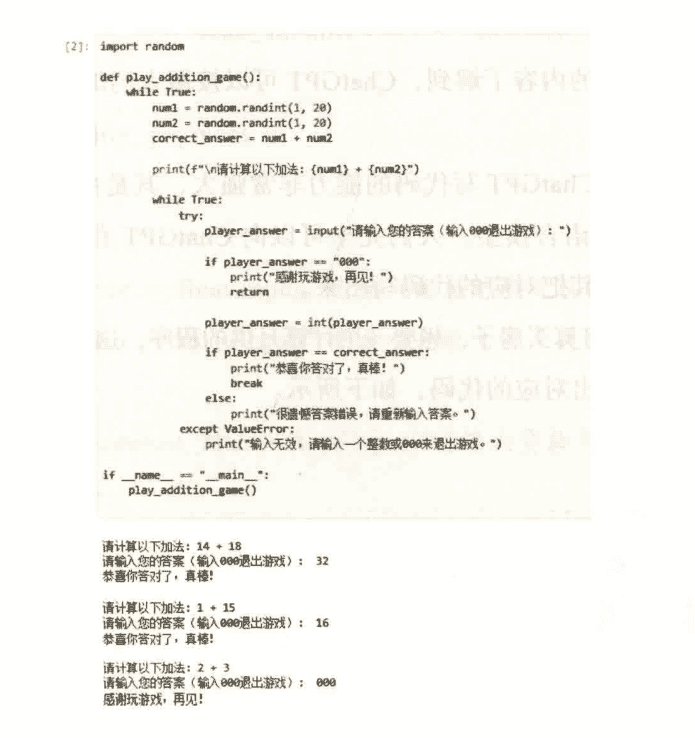 [2]: import random
def play_addition_game():
while True:
num1 = random.randint(1, 20)
num2 = random.randint(1, 20)
correct_answer = num1 + num2
print(f"\n请计算以下加法: {num1} + {num2}")
while True:
try:
player_answer = input("请输入您的答案（输入000退出游戏）: ")
if player_answer == "000":
print("感谢玩游戏，再见! ")
return
player_answer = int(player_answer)
if player_answer == correct_answer:
print("恭喜你答对了，真棒! ")
break
else:
print("很遗憾答案错误，请重新输入答案。")
except ValueError:
print("输入无效，请输入一个整数或000来退出游戏。")
if __name__ == "__main__":
play_addition_game()
请计算以下加法: 14 + 18
请输入您的答案（输入000退出游戏）: 32
恭喜你答对了，真棒!
请计算以下加法: 1 + 15
请输入您的答案（输入000退出游戏）: 16
恭喜你答对了，真棒!
请计算以下加法: 2 + 3
请输入您的答案（输入000退出游戏）: 000
感谢玩游戏，再见!